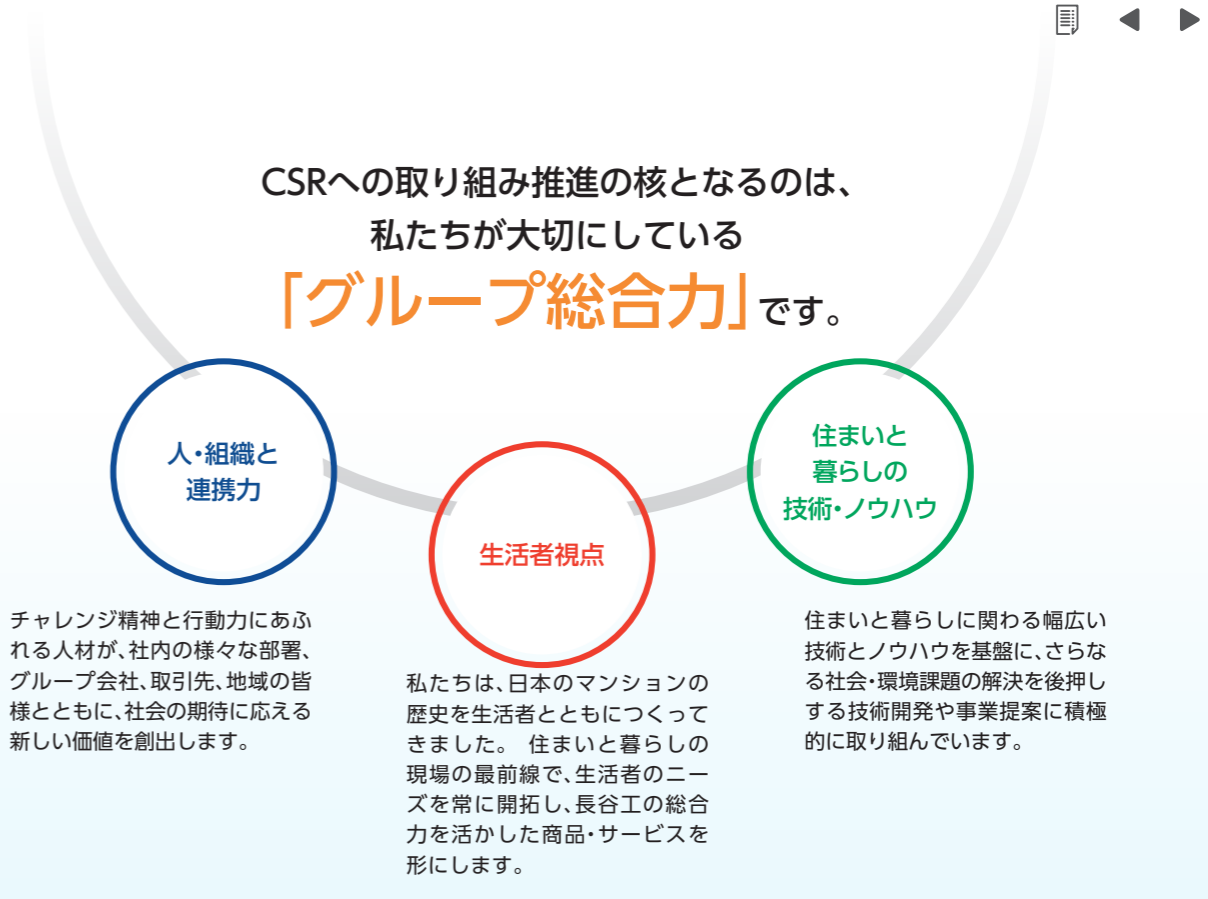 CSRへの取り組み推進の核となるのは、
私たちが大切にしている
「グループ総合力」です。
人・組織と
連携力
チャレンジ精神と行動力にあふ
れる人材が、社内の様々な部署、
グループ会社、取引先、地域の皆
様とともに、社会の期待に応える
新しい価値を創出します。
生活者視点
私たちは、日本のマンションの
歴史を生活者とともにつくって
きました。 住まいと暮らしの
現場の最前線で、生活者のニー
ズを常に開拓し、長谷工の総合
力を活かした商品・サービスを
形にします。
住まいと
暮らしの
技術・ノウハウ
住まいと暮らしに関わる幅広い
技術とノウハウを基盤に、さらな
る社会・環境課題の解決を後押し
する技術開発や事業提案に積極
的に取り組んでいます。